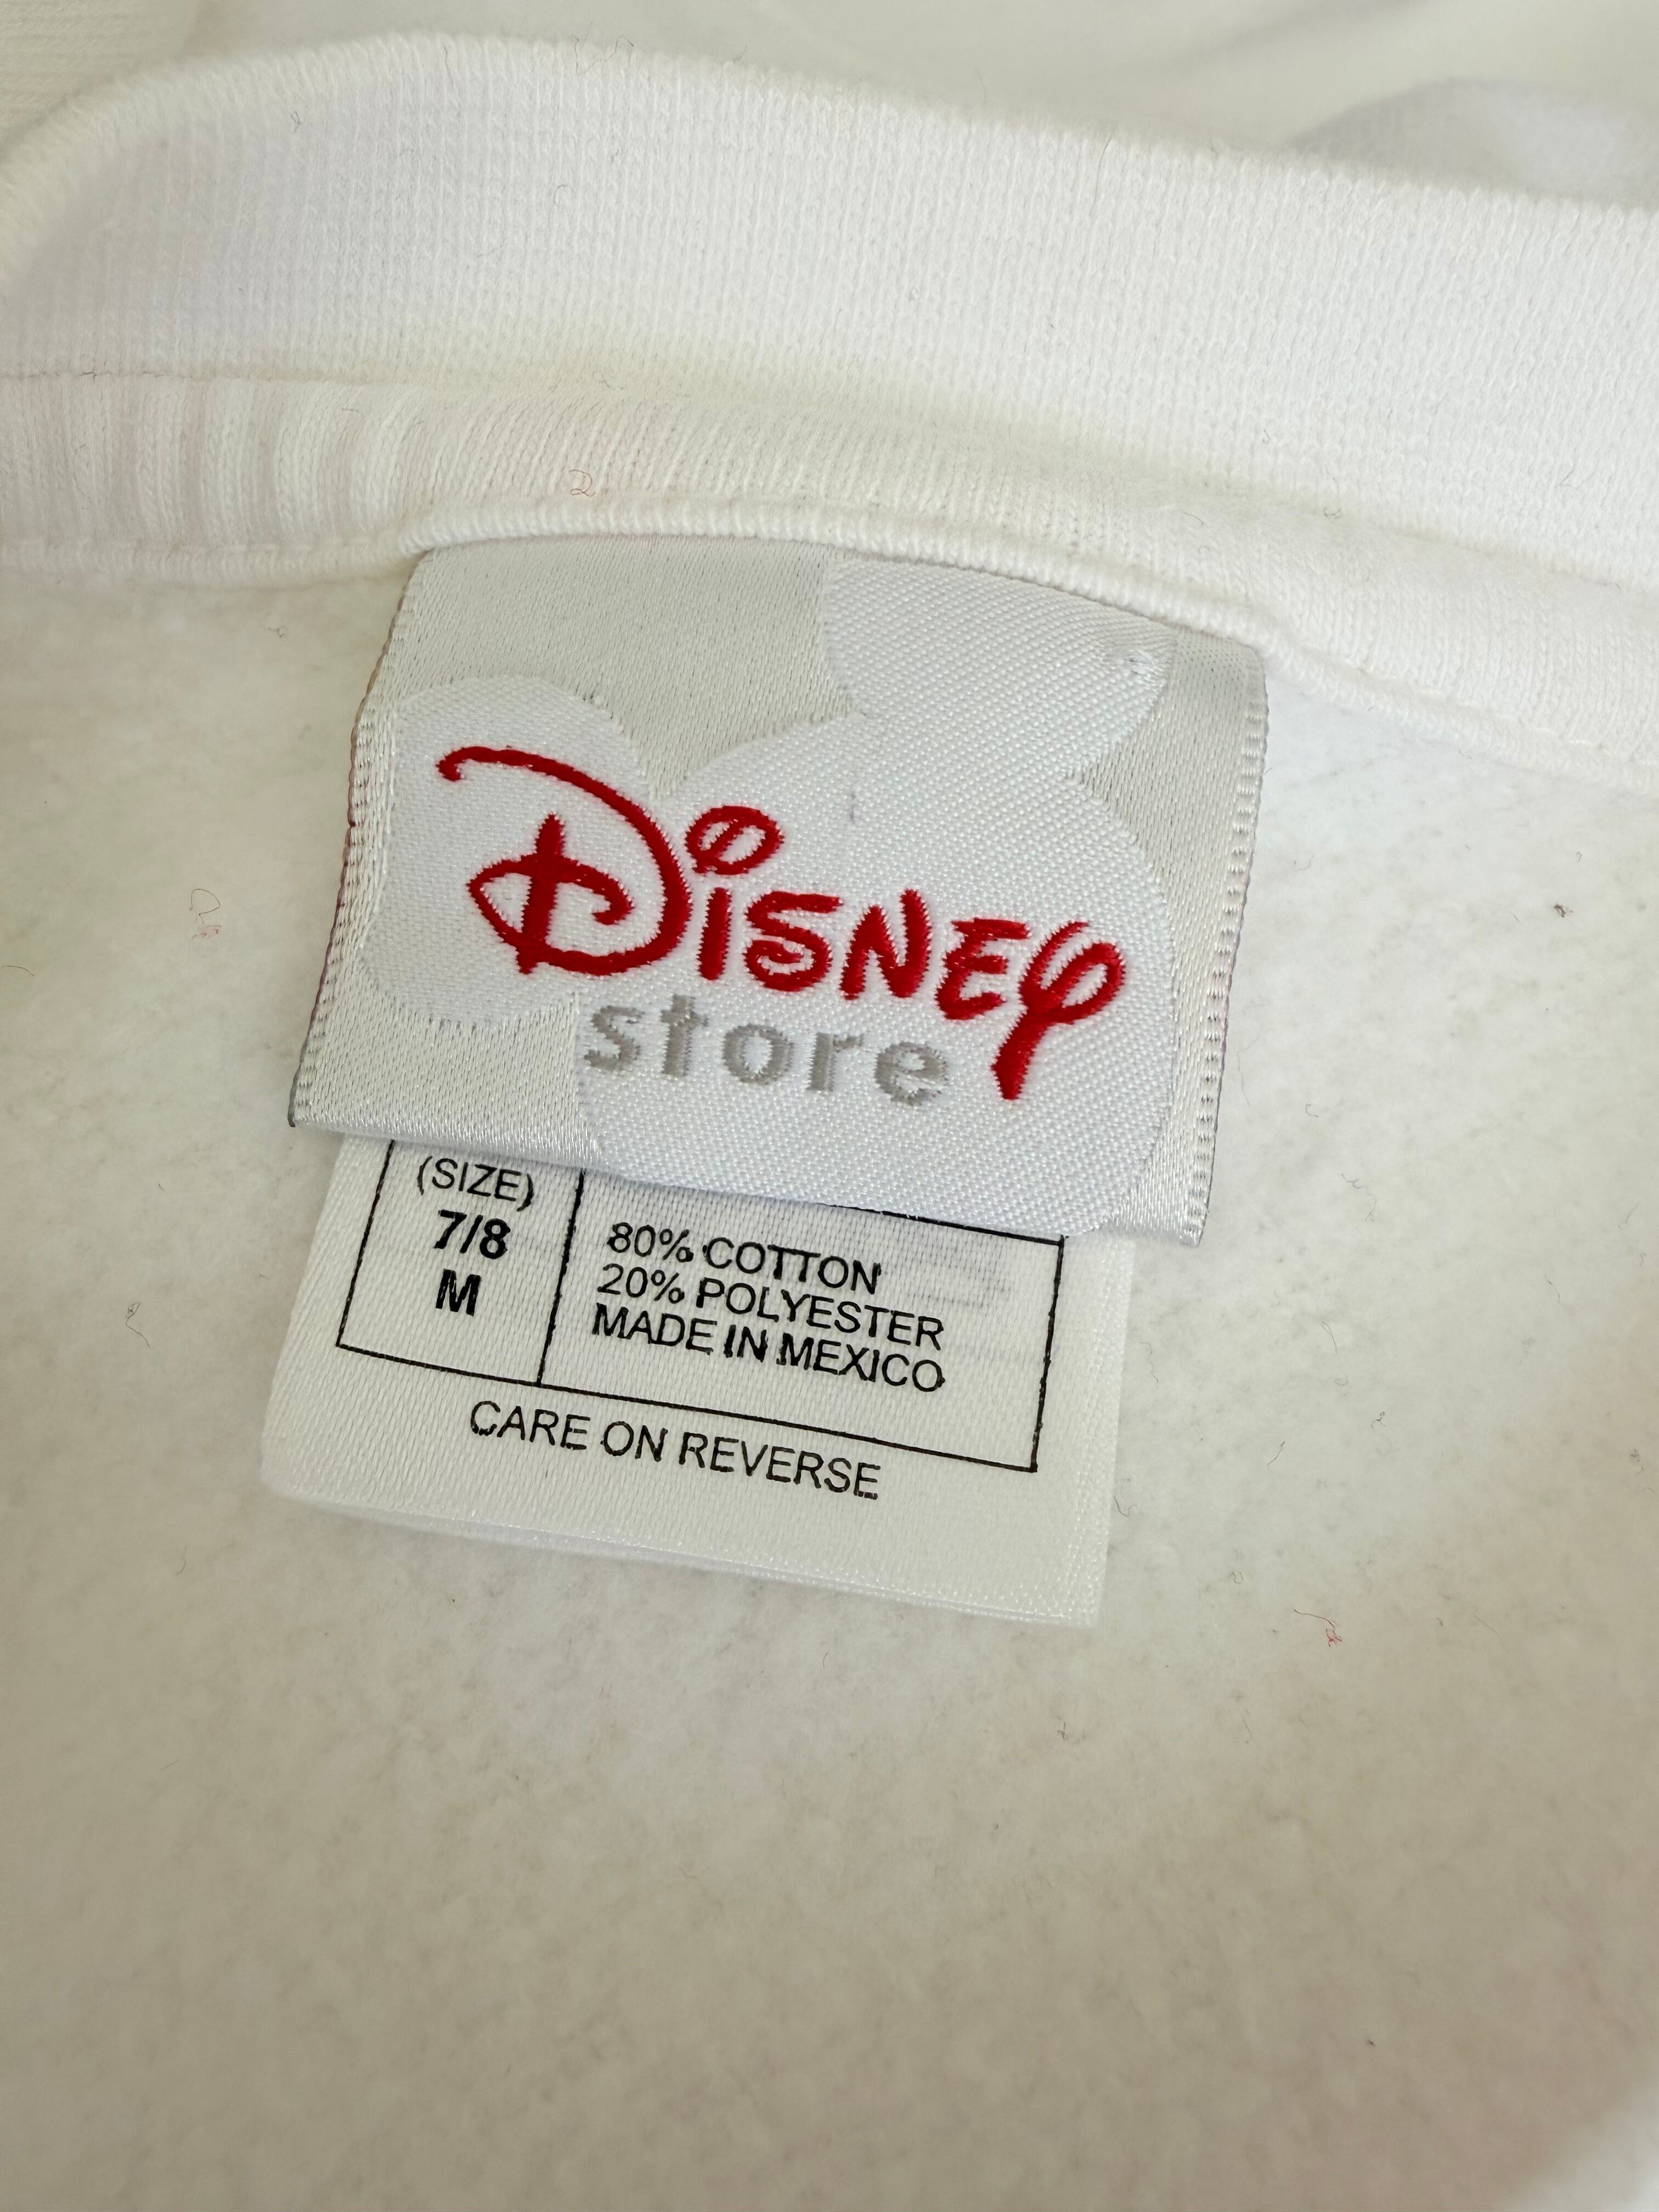 Disney
store
(SIZE)
7/8
M
80% COTTON
20% POLYESTER
MADE IN MEXICO
CARE ON REVERSE